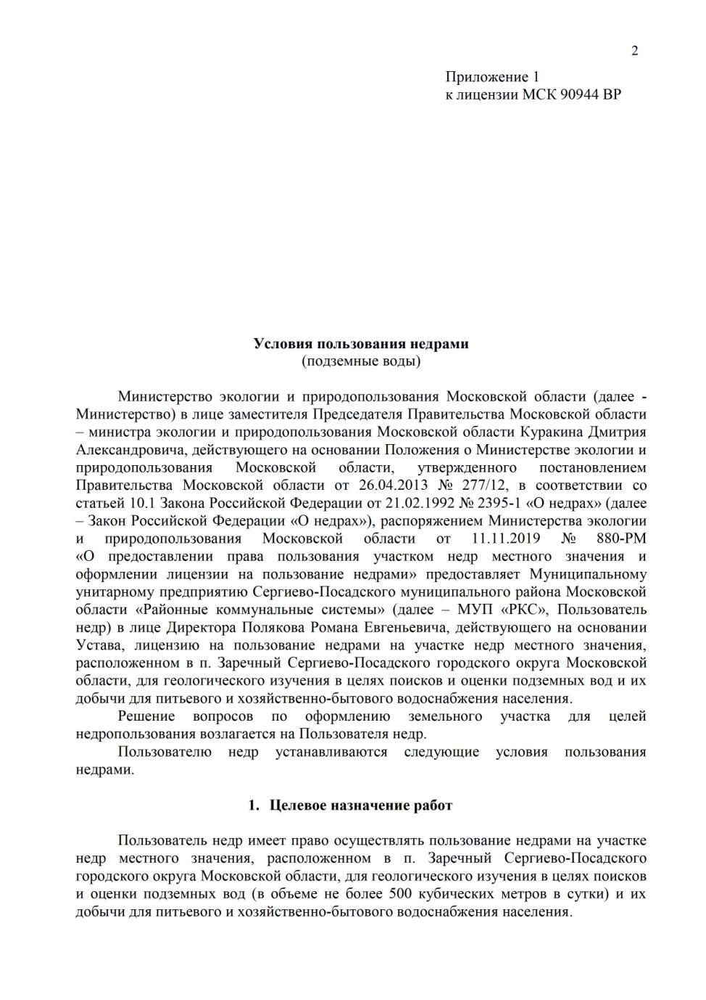 2
Приложение 1
к лицензии МСК 90944 ВР
Условия пользования недрами
(подземные воды)
Министерство экологии и природопользования Московской области (далее -
Министерство) в лице заместителя Председателя Правительства Московской области
– министра экологии и природопользования Московской области Куракина Дмитрия
Александровича, действующего на основании Положения о Министерстве экологии и
природопользования Московской области, утвержденного постановлением
Правительства Московской области от 26.04.2013 № 277/12, в соответствии со
статьей 10.1 Закона Российской Федерации от 21.02.1992 № 2395-1 «О недрах» (далее
– Закон Российской Федерации «О недрах»), распоряжением Министерства экологии
и природопользования Московской области от 11.11.2019 № 880-РМ
«О предоставлении права пользования участком недр местного значения и
оформлении лицензии на пользование недрами» предоставляет Муниципальному
унитарному предприятию Сергиево-Посадского муниципального района Московской
области «Районные коммунальные системы» (далее – МУП «РКС», Пользователь
недр) в лице Директора Полякова Романа Евгеньевича, действующего на основании
Устава, лицензию на пользование недрами на участке недр местного значения,
расположенном в п. Заречный Сергиево-Посадского городского округа Московской
области, для геологического изучения в целях поисков и оценки подземных вод и их
добычи для питьевого и хозяйственно-бытового водоснабжения населения.
Решение вопросов по оформлению земельного участка для целей
недропользования возлагается на Пользователя недр.
Пользователю недр устанавливаются следующие условия пользования
недрами.
1. Целевое назначение работ
Пользователь недр имеет право осуществлять пользование недрами на участке
недр местного значения, расположенном в п. Заречный Сергиево-Посадского
городского округа Московской области, для геологического изучения в целях поисков
и оценки подземных вод (в объеме не более 500 кубических метров в сутки) и их
добычи для питьевого и хозяйственно-бытового водоснабжения населения.